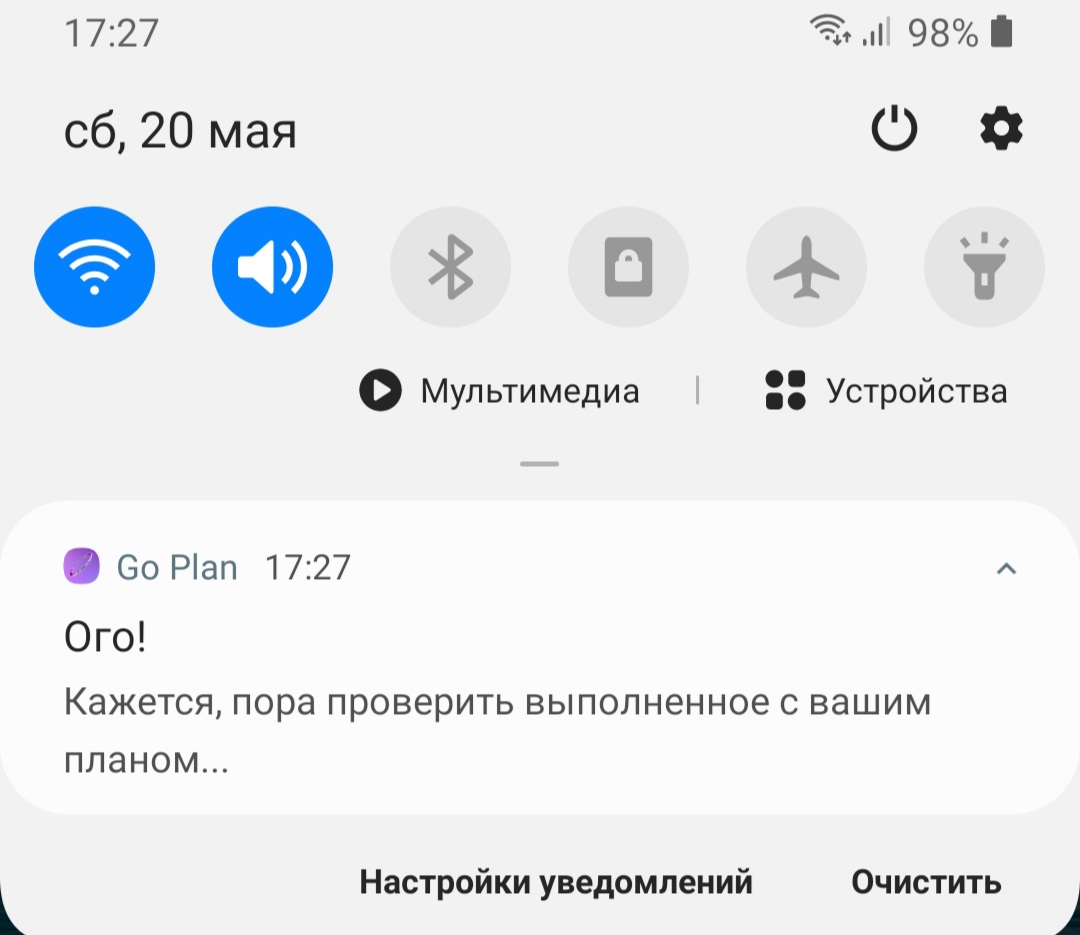 17:27 98%
сб, 20 мая
Мультимедиа | Устройства
Go Plan 17:27
Ого!
Кажется, пора проверить выполненное с вашим
планом...
Настройки уведомлений Очистить